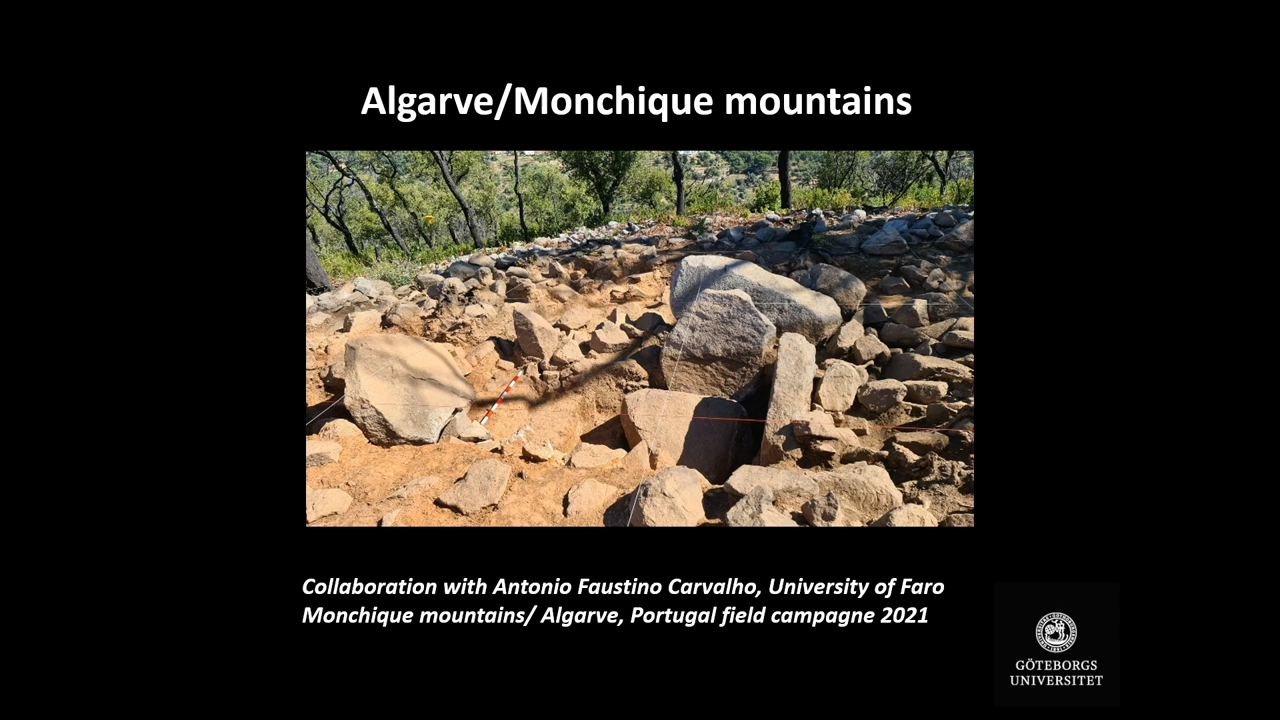 Algarve/Monchique mountains
Collaboration with Antonio Faustino Carvalho, University of Faro
Monchique mountains/ Algarve, Portugal field campagne 2021
GÖTEBORGS
UNIVERSITET